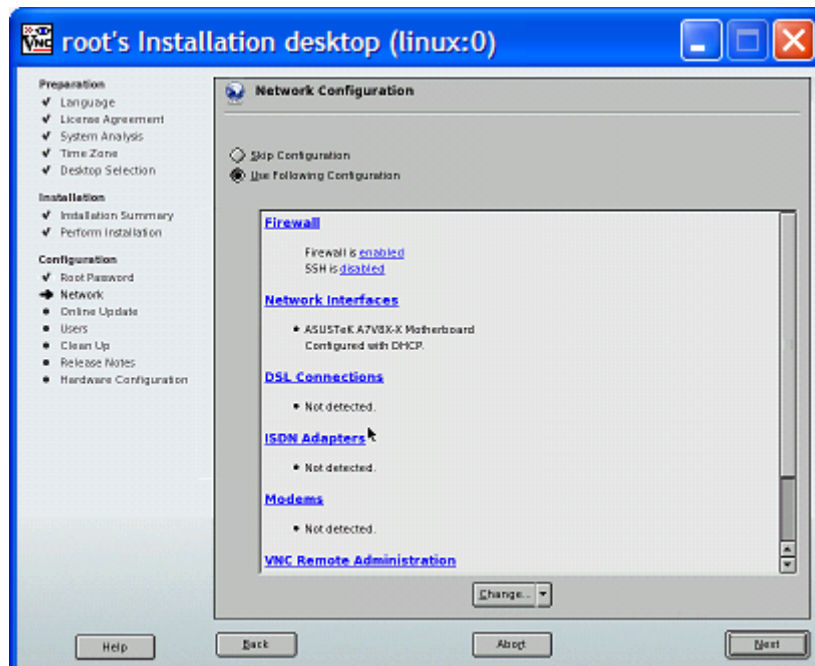 VNC
root's Installation desktop (linux:0)
Preparation
Language
License Agreement
System Analysis
Time Zone
Desktop Selection
Installation
Installation Summary
Perform Installation
Configuration
Root Password
Network
Online Update
Users
Clean Up
Release Notes
Hardware Configuration
Network Configuration
Skip Configuration
Use Following Configuration
Firewall
Firewall is enabled
SSH is disabled
Network Interfaces
ASUSTeK A7V8X-X Motherboard
Configured with DHCP.
DSL Connections
Not detected.
ISDN Adapters
Not detected.
Modems
Not detected.
VNC Remote Administration
Change...
Help
Back
Abort
Next